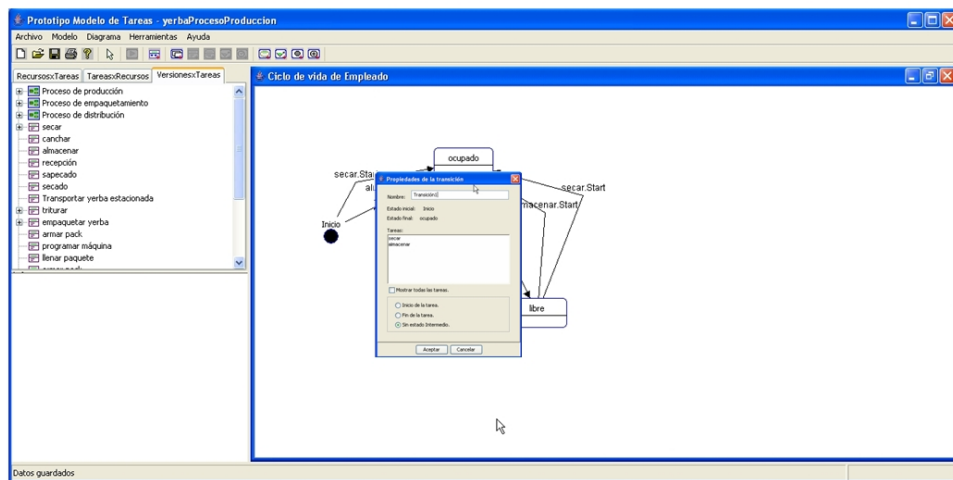 Prototipo Modelo de Tareas - yerbaProcesoProduccion
Archivo Modelo Diagrama Herramientas Ayuda
RecursosxTareas TareasxRecursos VersionesxTareas
Proceso de producción
Proceso de empaquetamiento
Proceso de distribución
secar
canchar
almacenar
recepción
sapecado
secado
Transportar yerba estacionada
triturar
empaquetar yerba
armar pack
programar máquina
llenar paquete
Ciclo de vida de Empleado
ocupado
secar.Star
secar.Start
macenar.Start
Inicio
libre
Propiedades de la transición
Nombre:
Estado inicial: Inicio
Estado final: ocupado
Tareas:
secar
almacenar
Mostrar todas las tareas.
Inicio de la tarea.
Fin de la tarea.
Sin estado Intermedio.
Aceptar Cancelar
Datos guardados